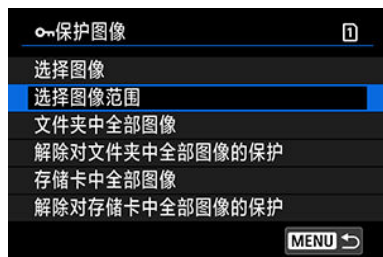 保护图像 1
选择图像
选择图像范围
文件夹中全部图像
解除对文件夹中全部图像的保护
存储卡中全部图像
解除对存储卡中全部图像的保护
MENU